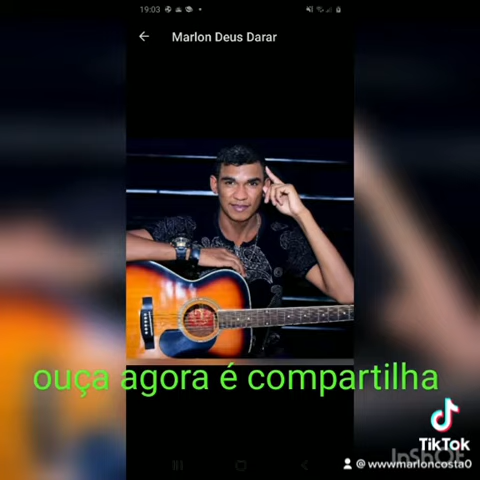 19:03
Marlon Deus Darar
ouça agora é compartilha
TikTok
InShOt
@wwwmarloncosta0